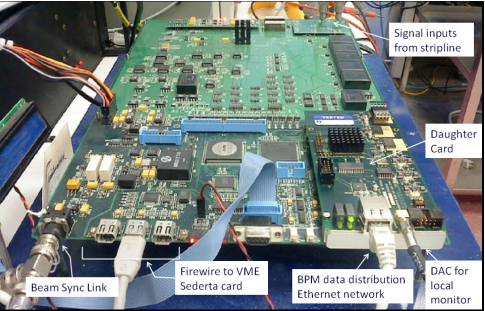 Signal inputs
from stripline
Daughter
Card
Beam Sync Link
Firewire to VME
Sederta card
BPM data distribution
Ethernet network
DAC for
local
monitor